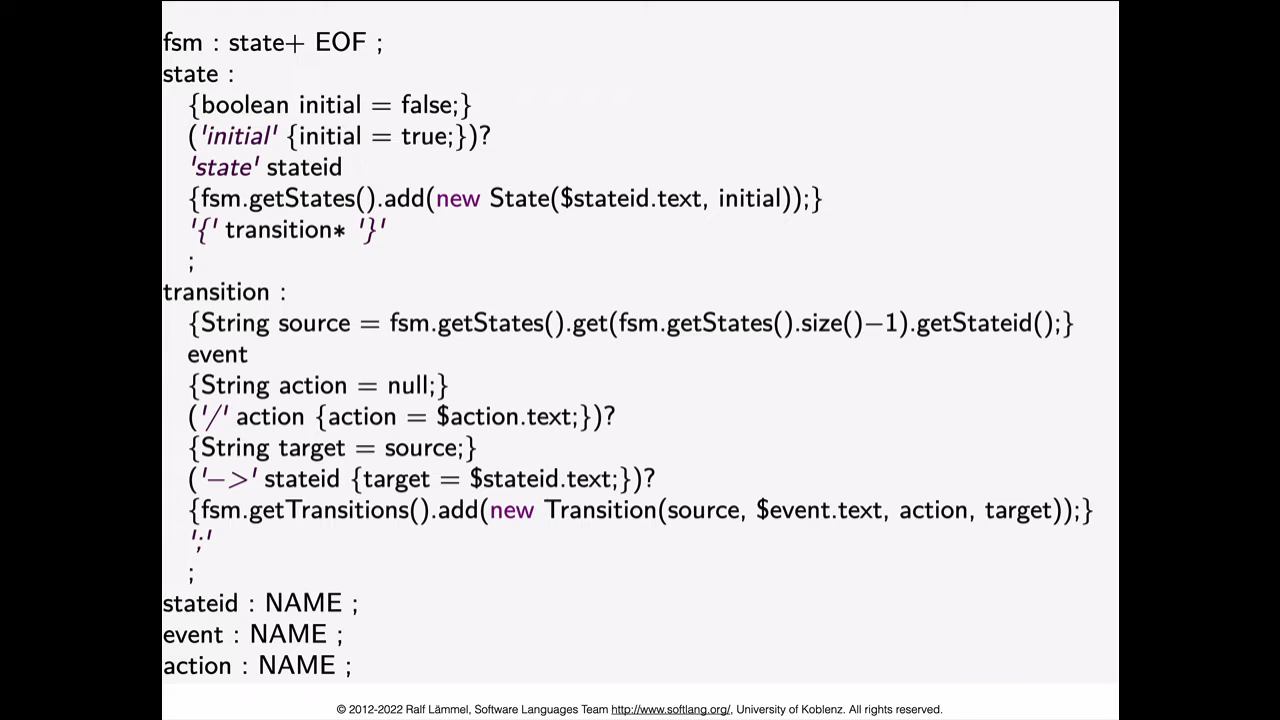 fsm : state+ EOF ;
state :
{boolean initial = false;}
('initial' {initial = true;})?
'state' stateid
{fsm.getStates().add(new State($stateid.text, initial));}
'{' transition* '}'
;
transition :
{String source = fsm.getStates().get(fsm.getStates().size()−1).getStateid();}
event
{String action = null;}
('/' action {action = $action.text;})?
{String target = source;}
('−>' stateid {target = $stateid.text;})?
{fsm.getTransitions().add(new Transition(source, $event.text, action, target));}
';'
;
stateid : NAME ;
event : NAME ;
action : NAME ;
© 2012-2022 Ralf Lämmel, Software Languages Team http://www.softlang.org/, University of Koblenz. All rights reserved.